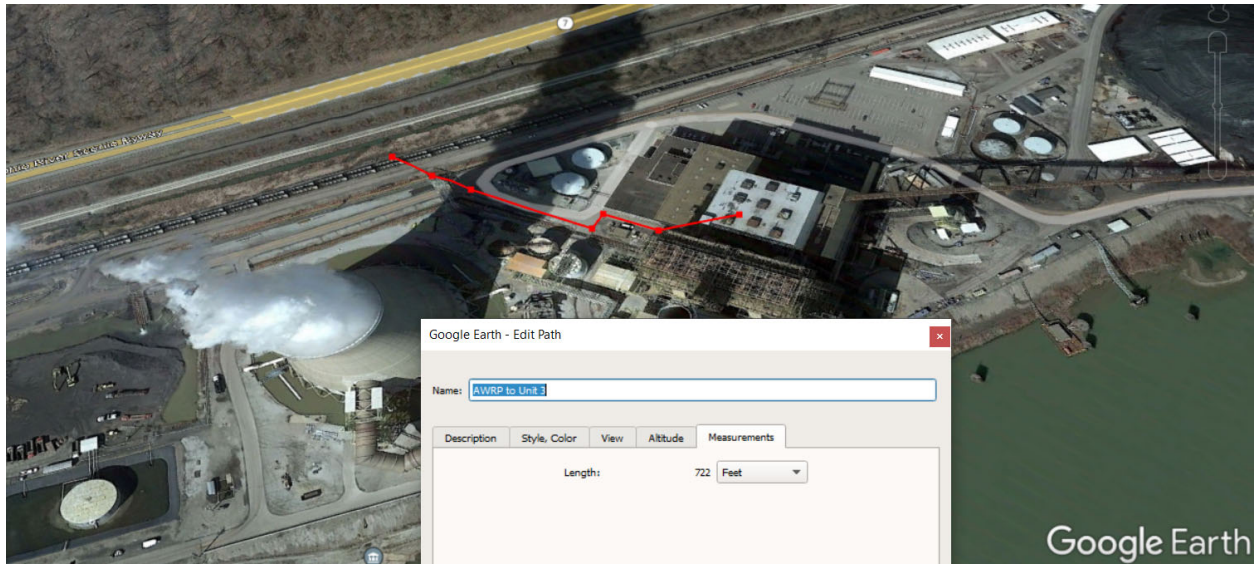 7
Google Earth - Edit Path
Name: AWRP to Unit 3
Description Style, Color View Altitude Measurements
Length: 722 Feet
Google Earth